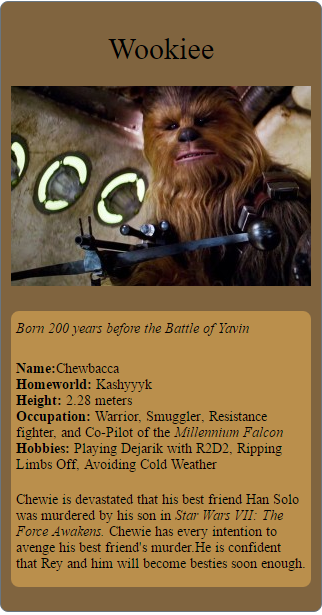 Wookiee
Born 200 years before the Battle of Yavin
Name:Chewbacca
Homeworld: Kashyyyk
Height: 2.28 meters
Occupation: Warrior, Smuggler, Resistance
fighter, and Co-Pilot of the Millennium Falcon
Hobbies: Playing Dejarik with R2D2, Ripping
Limbs Off, Avoiding Cold Weather
Chewie is devastated that his best friend Han Solo
was murdered by his son in Star Wars VII: The
Force Awakens. Chewie has every intention to
avenge his best friend's murder.He is confident
that Rey and him will become besties soon enough.